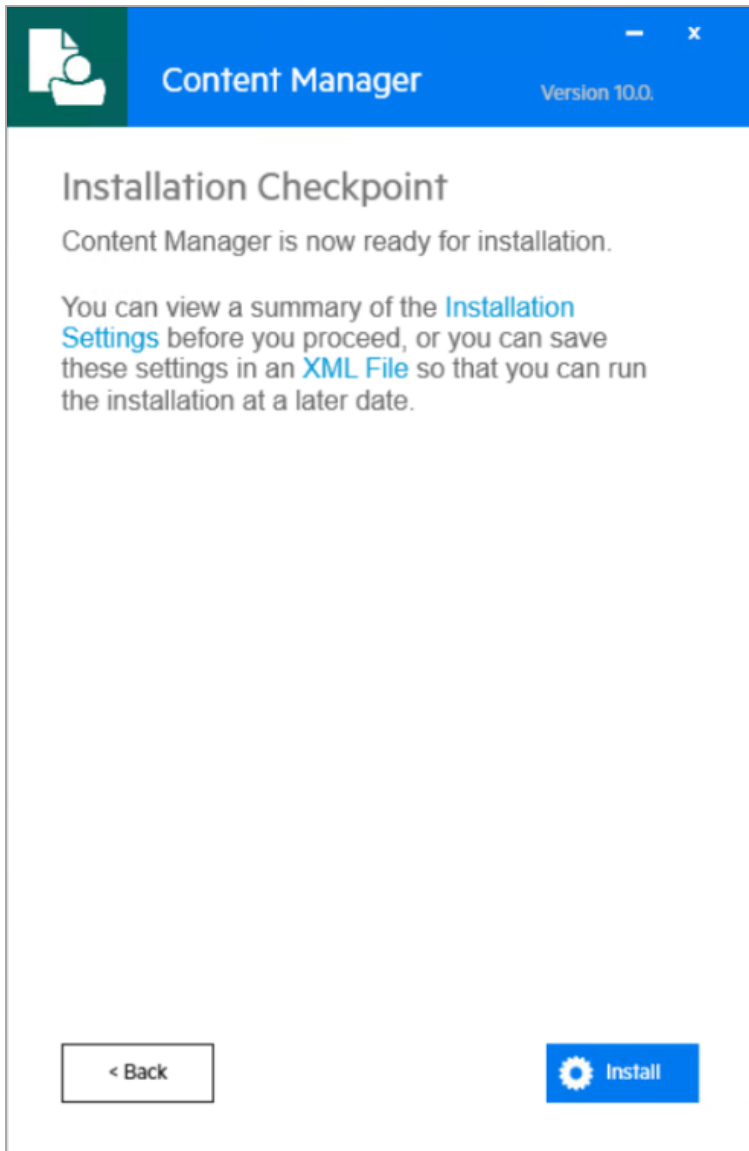 Content Manager
Version 10.0.
Installation Checkpoint
Content Manager is now ready for installation.
You can view a summary of the Installation
Settings before you proceed, or you can save
these settings in an XML File so that you can run
the installation at a later date.
< Back
Install